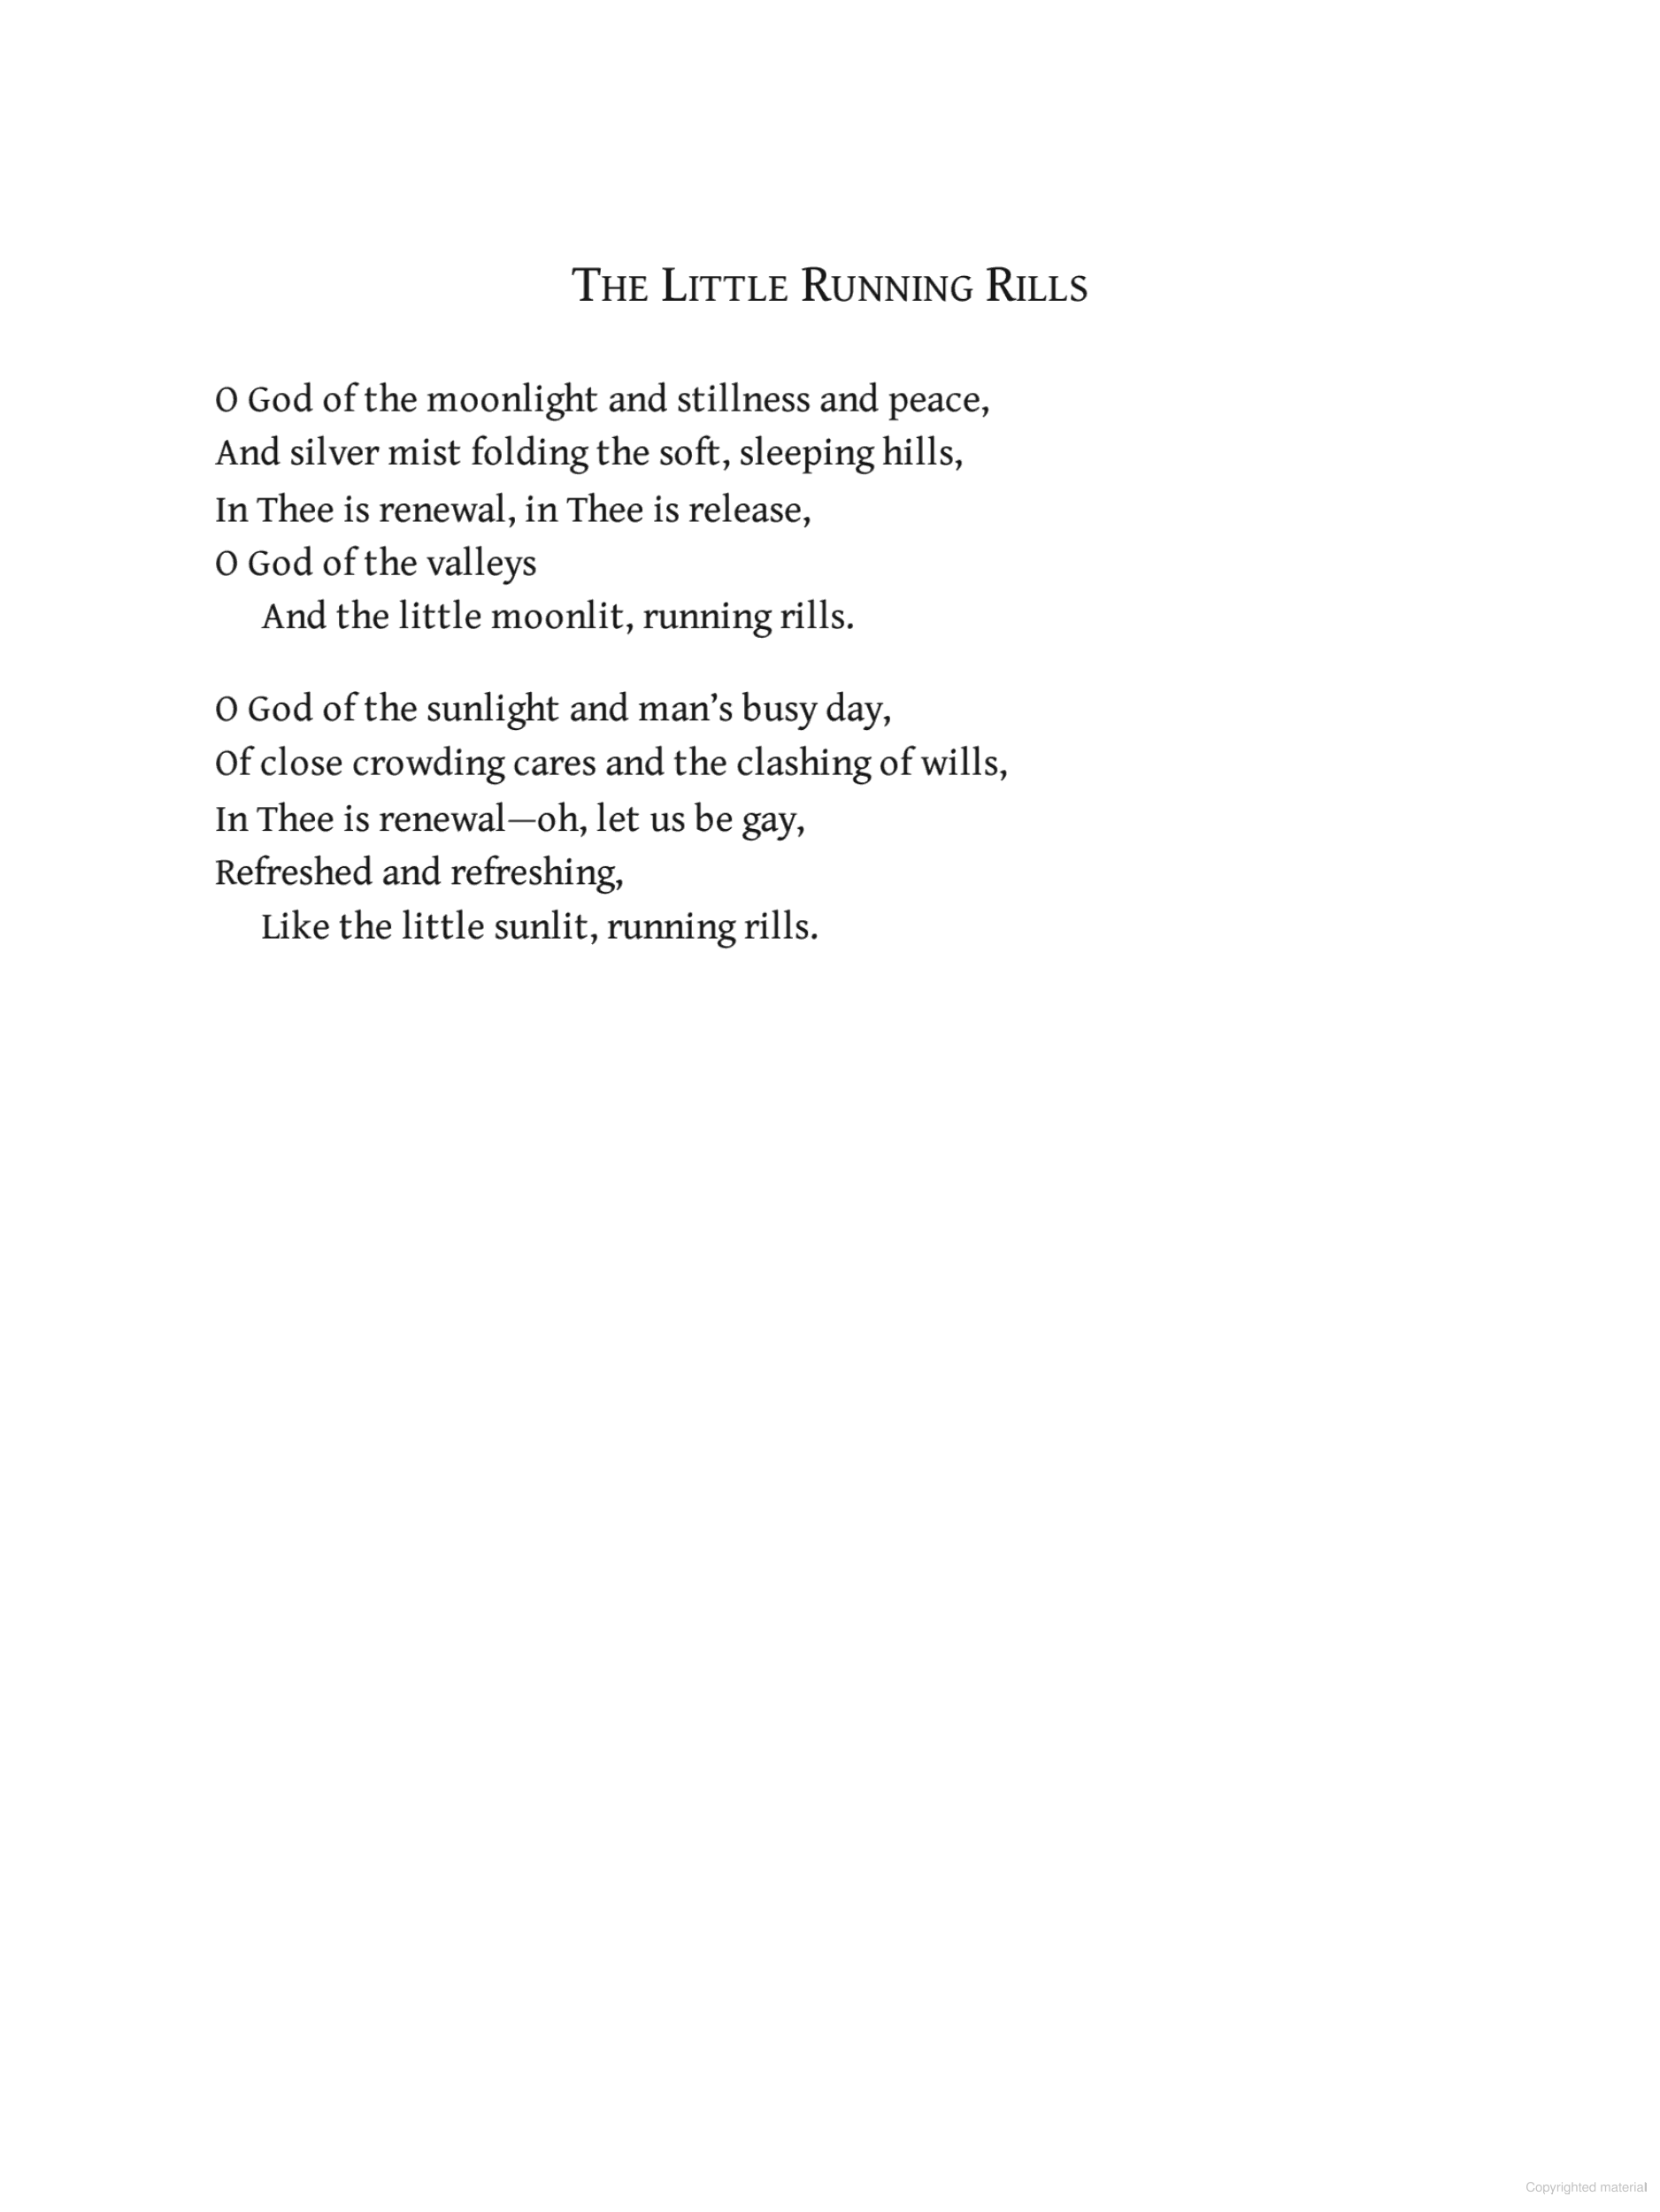 The Little Running Rills
O God of the moonlight and stillness and peace,
And silver mist folding the soft, sleeping hills,
In Thee is renewal, in Thee is release,
O God of the valleys
And the little moonlit, running rills.
O God of the sunlight and man’s busy day,
Of close crowding cares and the clashing of wills,
In Thee is renewal—oh, let us be gay,
Refreshed and refreshing,
Like the little sunlit, running rills.
Copyrighted material